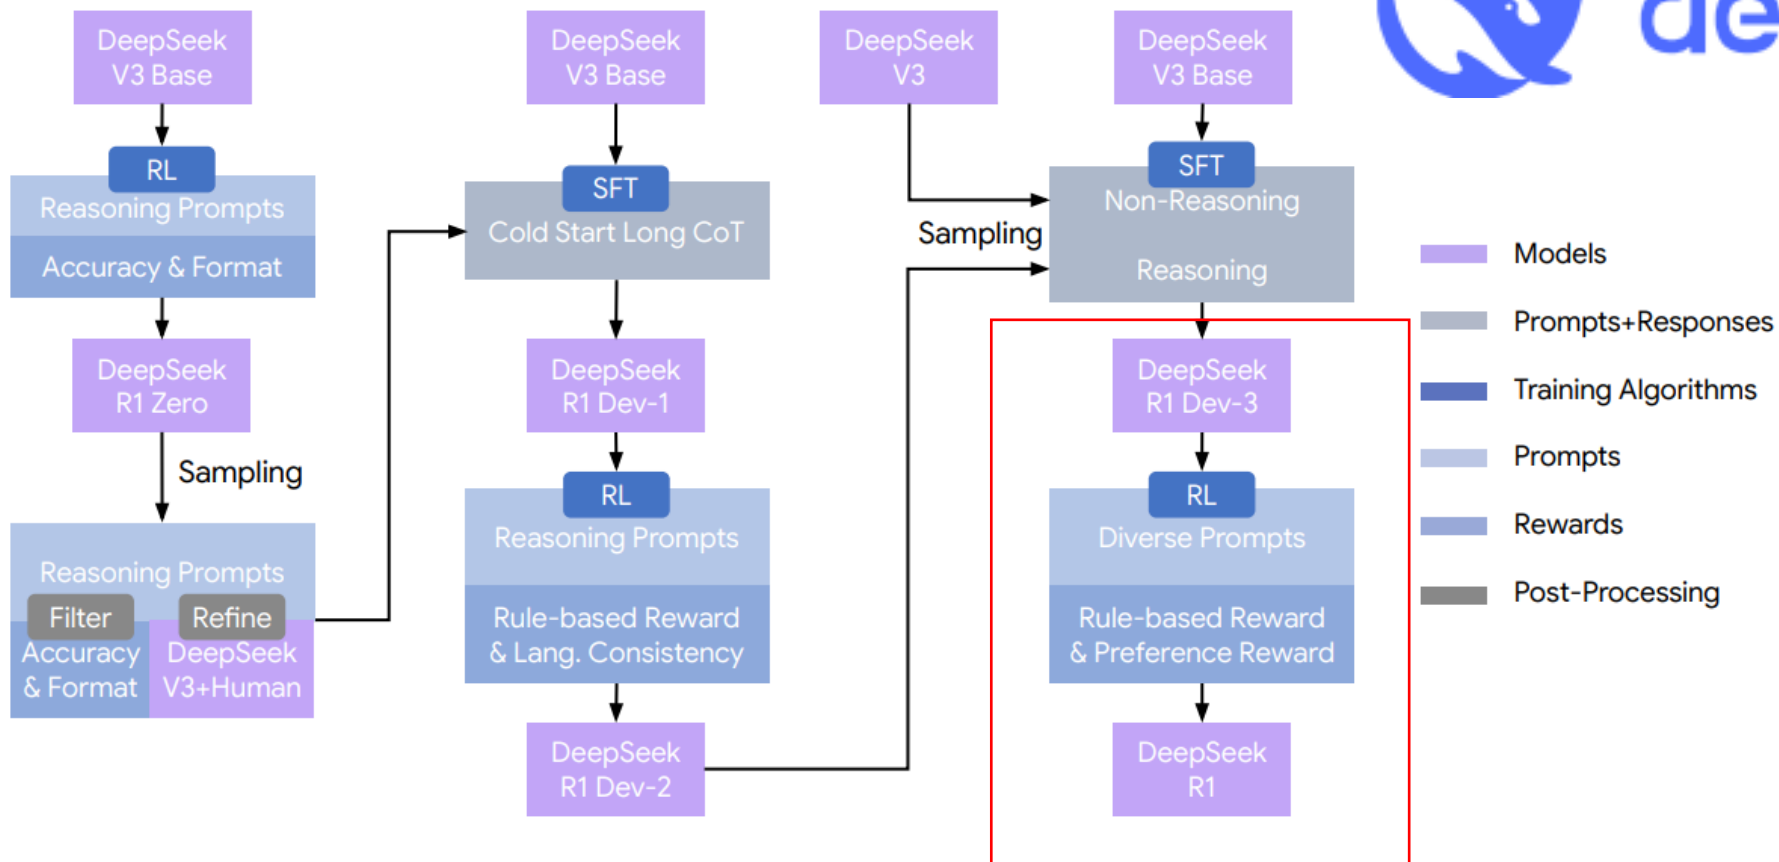 DeepSeek
V3 Base
RL
Reasoning Prompts
Accuracy & Format
DeepSeek
R1 Zero
Sampling
Reasoning Prompts
Filter
Refine
Accuracy
& Format
DeepSeek
V3+Human
DeepSeek
V3 Base
SFT
Cold Start Long CoT
DeepSeek
R1 Dev-1
RL
Reasoning Prompts
Rule-based Reward
& Lang. Consistency
DeepSeek
R1 Dev-2
DeepSeek
V3
Sampling
DeepSeek
V3 Base
SFT
Non-Reasoning
Reasoning
DeepSeek
R1 Dev-3
RL
Diverse Prompts
Rule-based Reward
& Preference Reward
DeepSeek
R1
de
Models
Prompts+Responses
Training Algorithms
Prompts
Rewards
Post-Processing